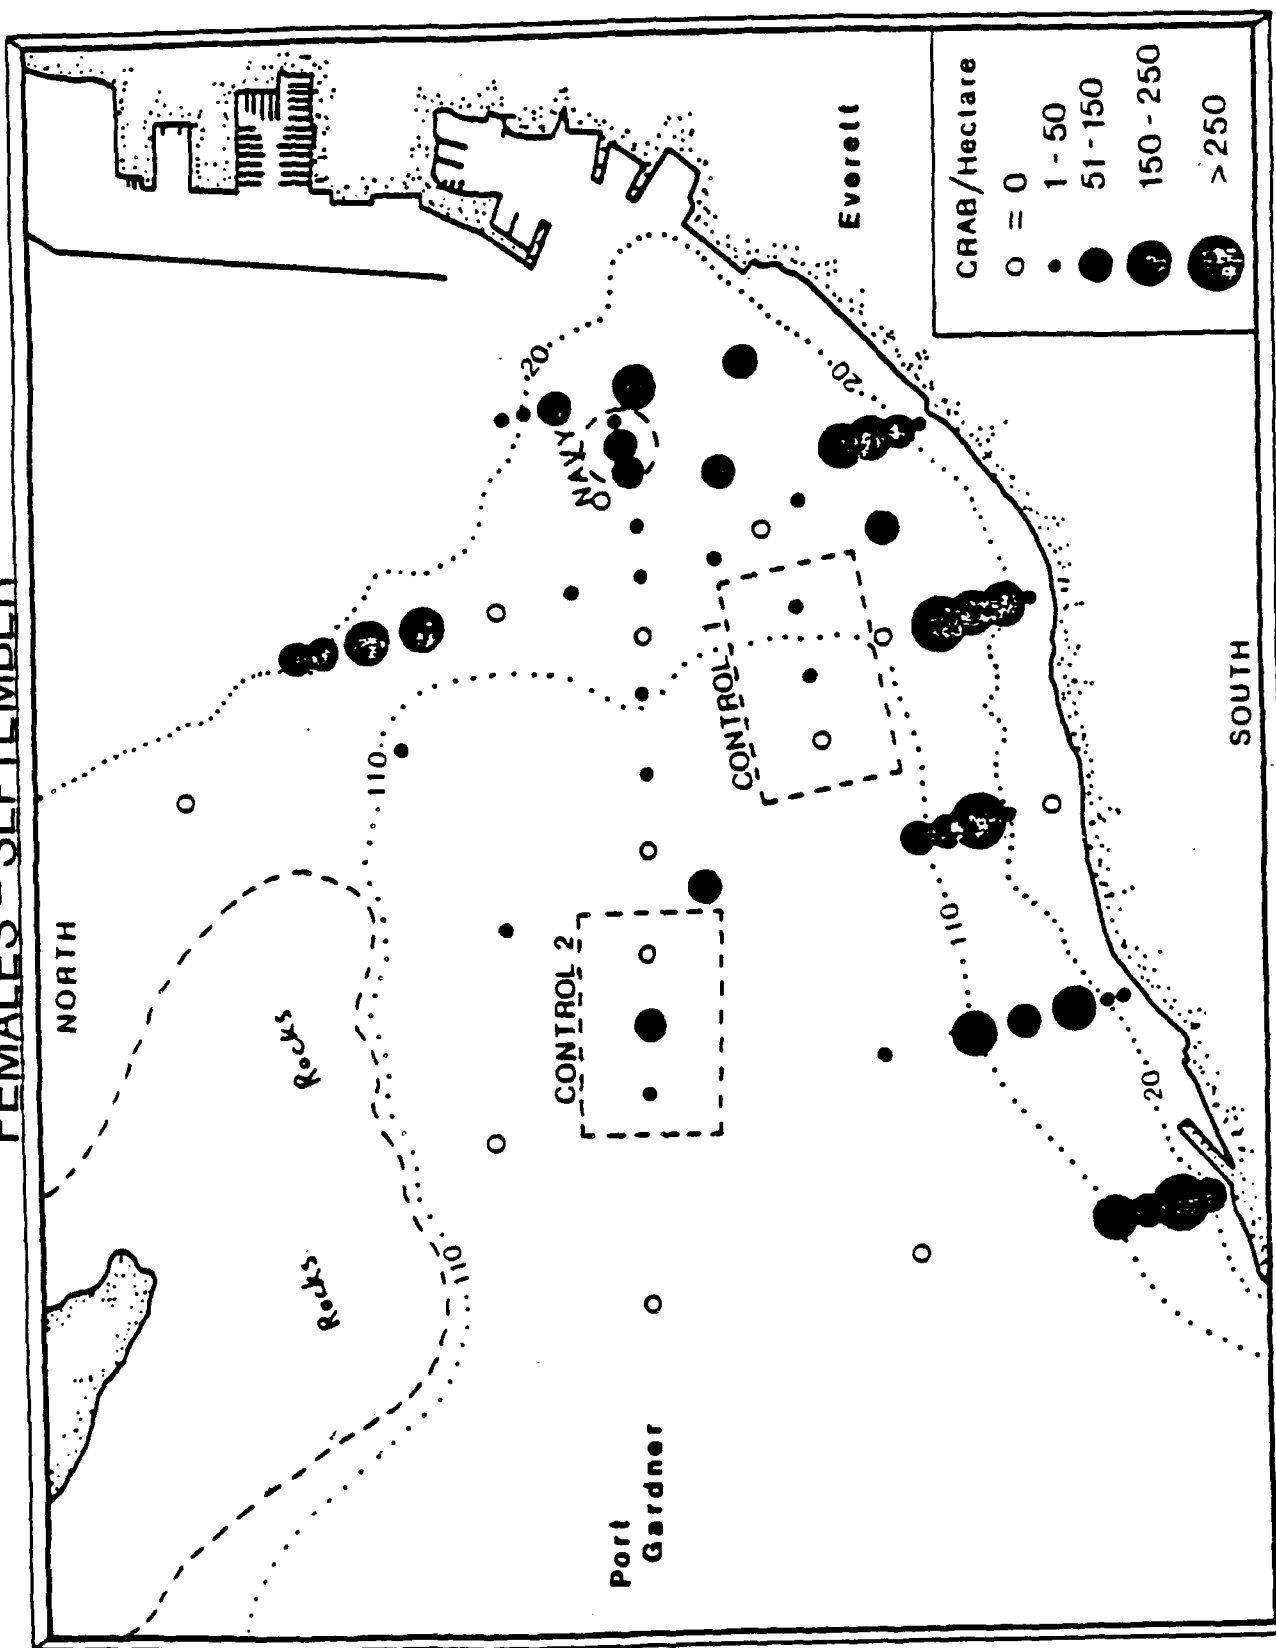 FEMALES - SEPTEMBER
NORTH
Rocks
Rocks
110
110
20
NAVY
CONTROL 2
CONTROL 1
Port
Gardner
20
110
20
Everett
SOUTH
CRAB/Hectare
O = 0
1 - 50
51-150
150-250
>250